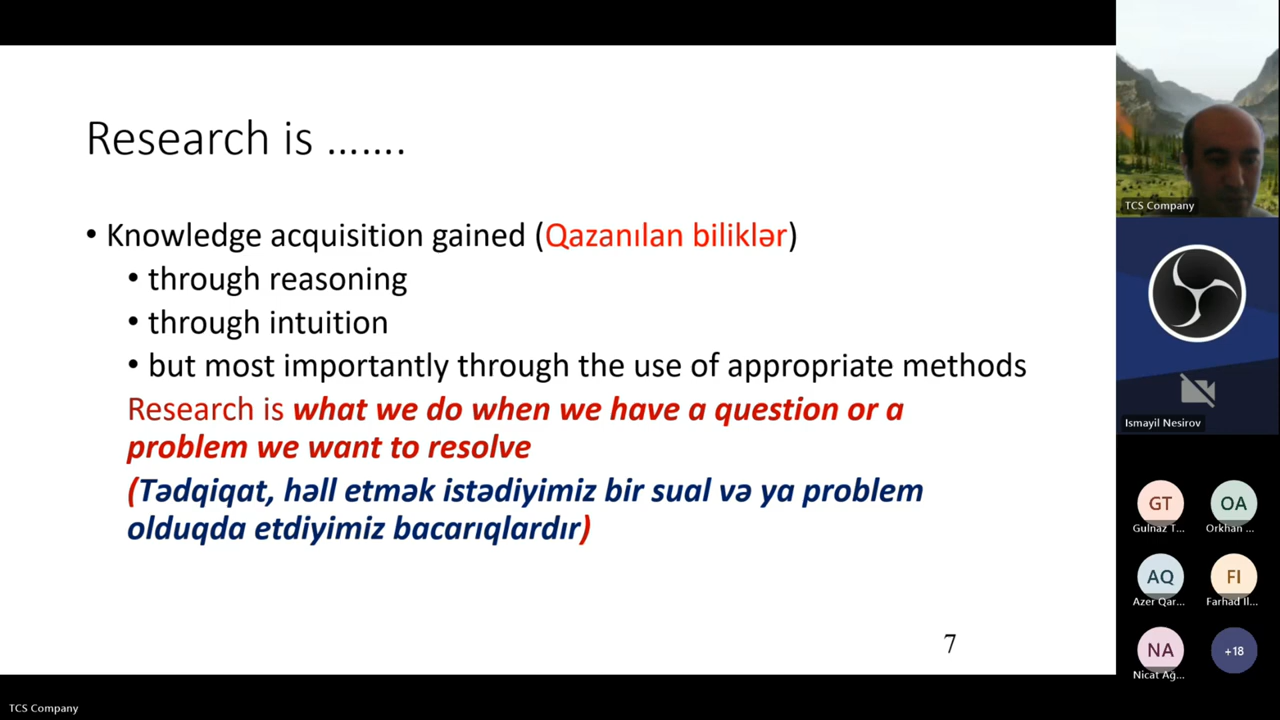 Research is …….
• Knowledge acquisition gained (Qazanılan biliklər)
• through reasoning
• through intuition
• but most importantly through the use of appropriate methods
Research is what we do when we have a question or a
problem we want to resolve
(Tədqiqat, həll etmək istədiyimiz bir sual və ya problem
olduqda etdiyimiz bacarıqlardır)
7
TCS Company
TCS Company
Ismayil Nesirov
GT
Gulnaz T...
OA
Orkhan ...
AQ
Azer Qar...
FI
Farhad Il...
NA
Nicat Ağ...
+18